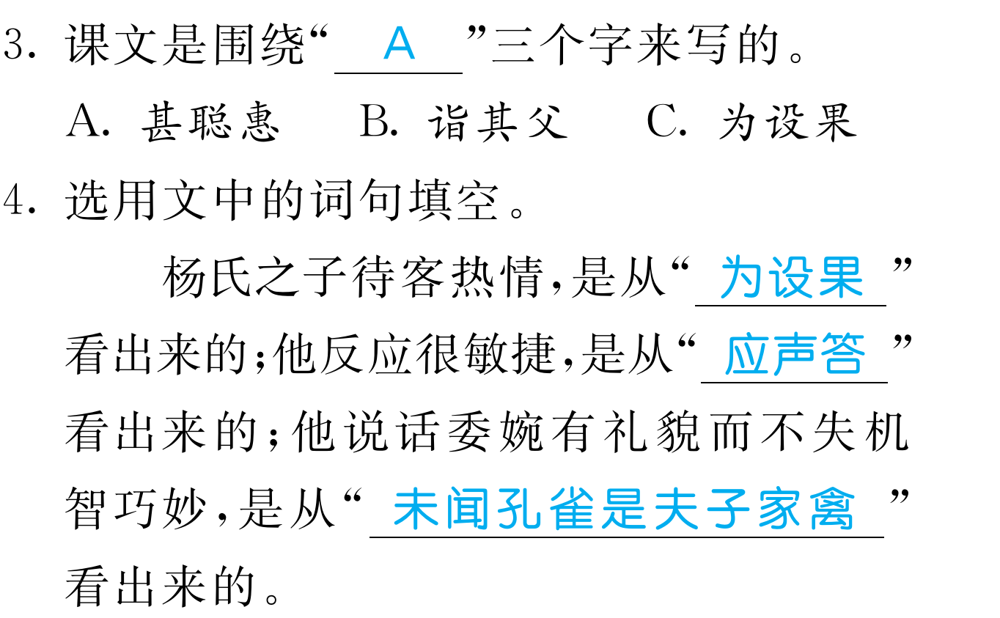 3. 课文是围绕“ A ”三个字来写的。
A. 甚聪惠 B. 诣其父 C. 为设果
4. 选用文中的词句填空。
杨氏之子待客热情,是从“ 为设果 ”
看出来的;他反应很敏捷,是从“ 应声答 ”
看出来的;他说话委婉有礼貌而不失机
智巧妙,是从“ 未闻孔雀是夫子家禽 ”
看出来的。